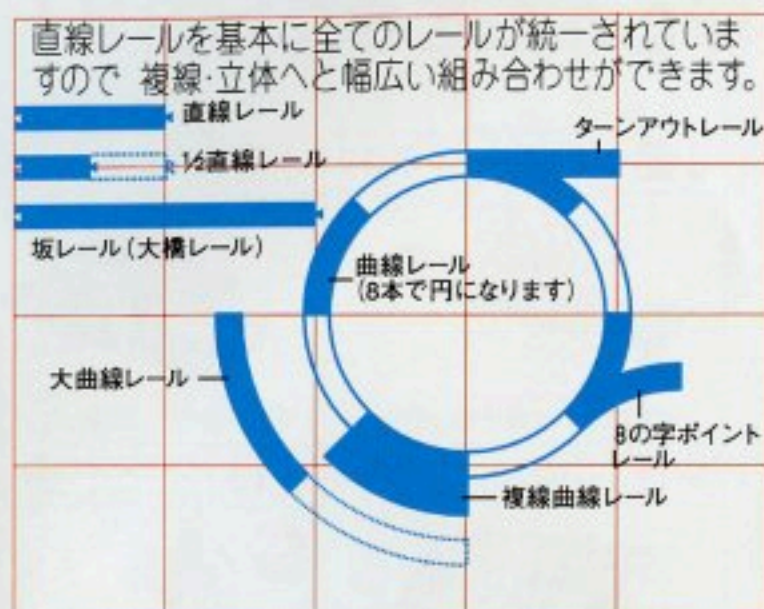 直線レールを基本に全てのレールが統一されていま
すので 複線·立体へと幅広い組み合わせができます。
直線レール
ターンアウトレール
½直線レール
坂レール(大橋レール)
曲線レール
(8本で円になります)
大曲線レール
8の字ポイント
レール
複線曲線レール